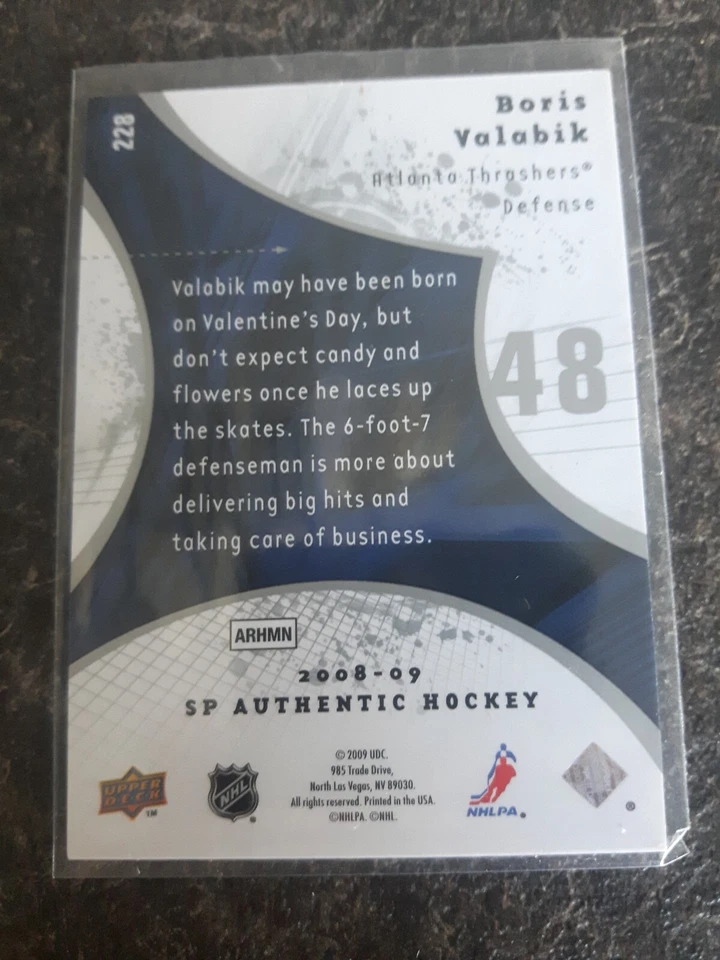 228
Boris
Valabik
Atlanta Thrashers®
Defense
Valabik may have been born
on Valentine's Day, but
don't expect candy and
flowers once he laces up
the skates. The 6-foot-7
defenseman is more about
delivering big hits and
taking care of business.
48
ARHMN
2008-09
SP AUTHENTIC HOCKEY
UPPER
DECK
TM
NHL
®
© 2009 UDC.
985 Trade Drive,
North Las Vegas, NV 89030.
All rights reserved. Printed in the USA.
©NHLPA. ©NHL.
NHLPA®
®